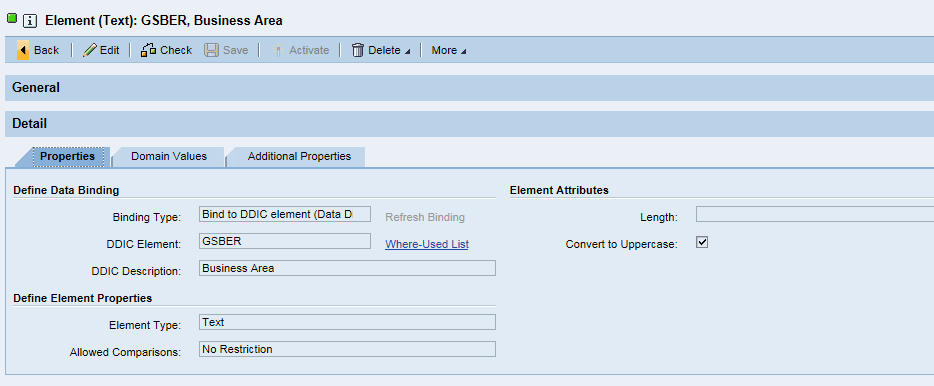 Element (Text): GSBER, Business Area
Back Edit Check Save Activate Delete More
General
Detail
Properties Domain Values Additional Properties
Define Data Binding Element Attributes
Binding Type: Bind to DDIC element (Data D Refresh Binding Length:
DDIC Element: GSBER Where-Used List Convert to Uppercase:
DDIC Description: Business Area
Define Element Properties
Element Type: Text
Allowed Comparisons: No Restriction